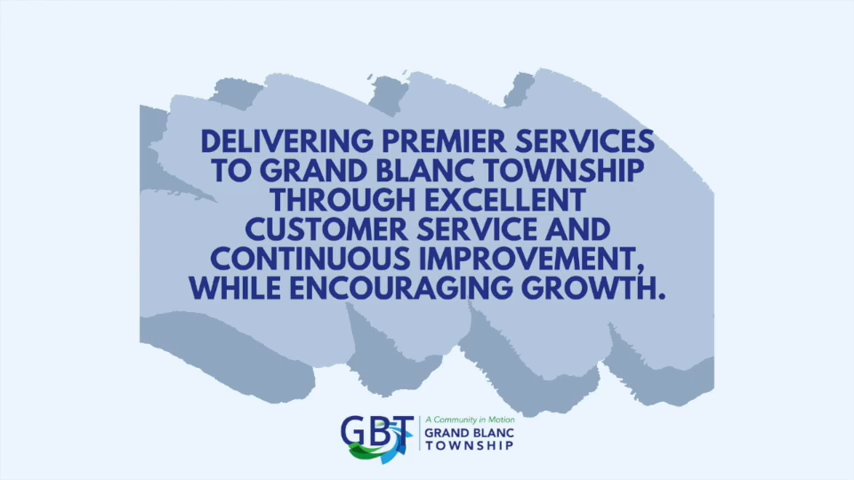 DELIVERING PREMIER SERVICES
TO GRAND BLANC TOWNSHIP
THROUGH EXCELLENT
CUSTOMER SERVICE AND
CONTINUOUS IMPROVEMENT,
WHILE ENCOURAGING GROWTH.
GBT
A Community in Motion
GRAND BLANC
TOWNSHIP